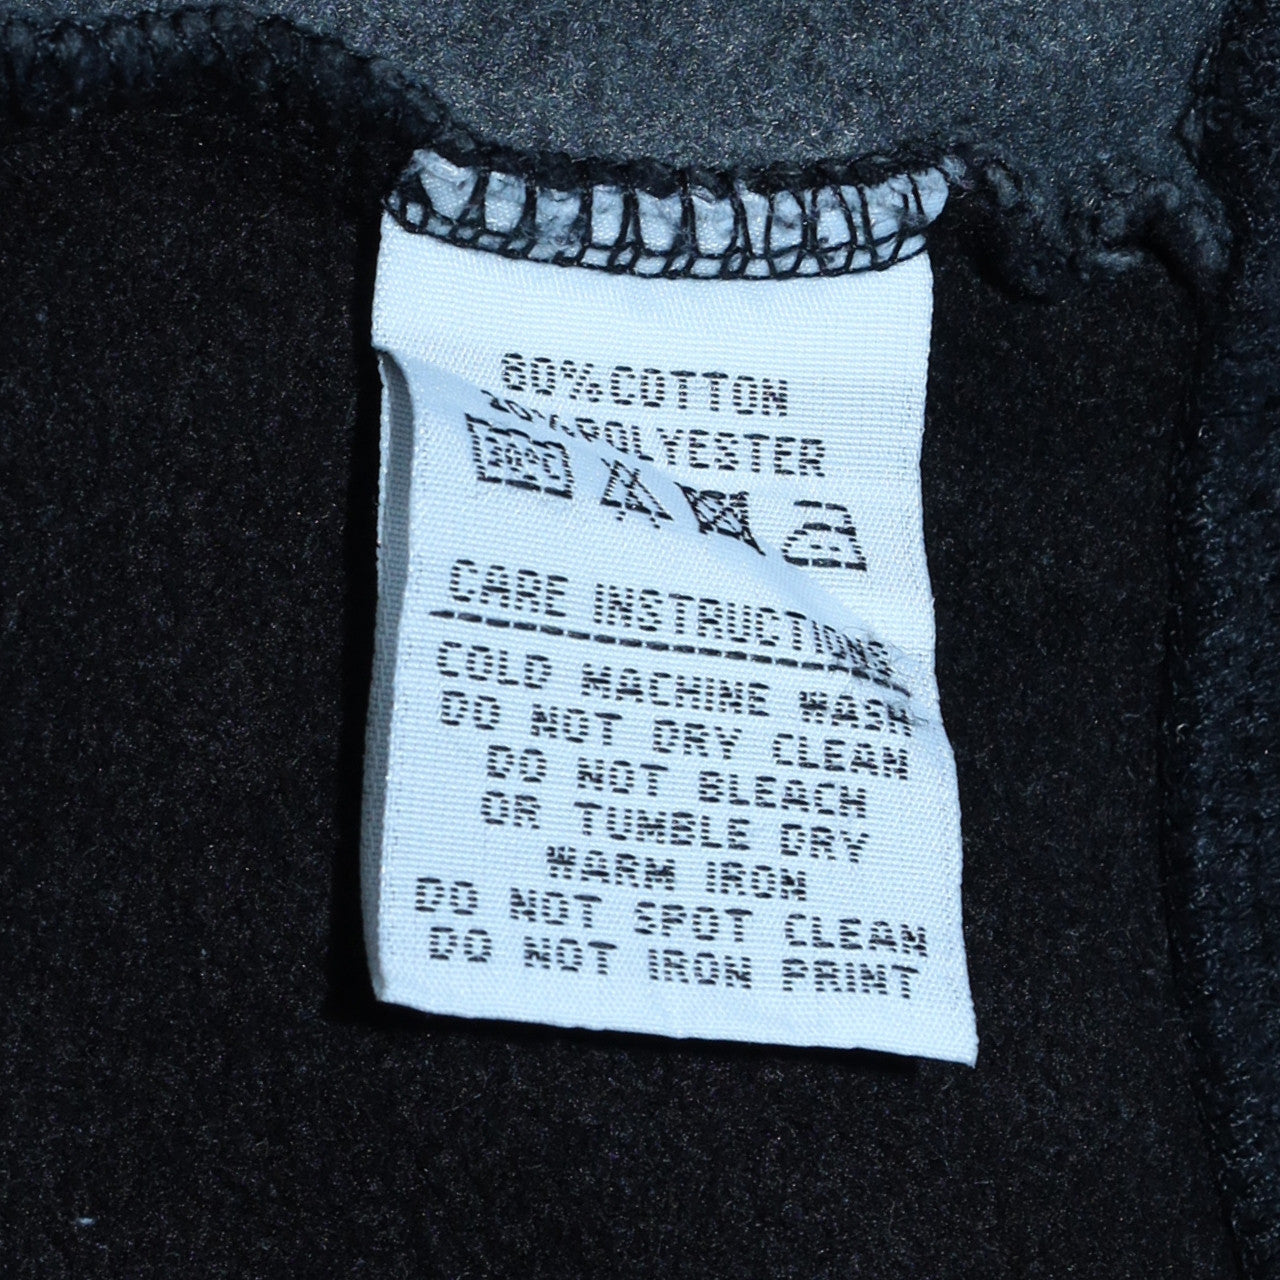 80%COTTON
POLYESTER
30°C
CARE INSTRUCTIONS
COLD MACHINE WASH
DO NOT DRY CLEAN
DO NOT BLEACH
OR TUMBLE DRY
WARM IRON
DO NOT SPOT CLEAN
DO NOT IRON PRINT